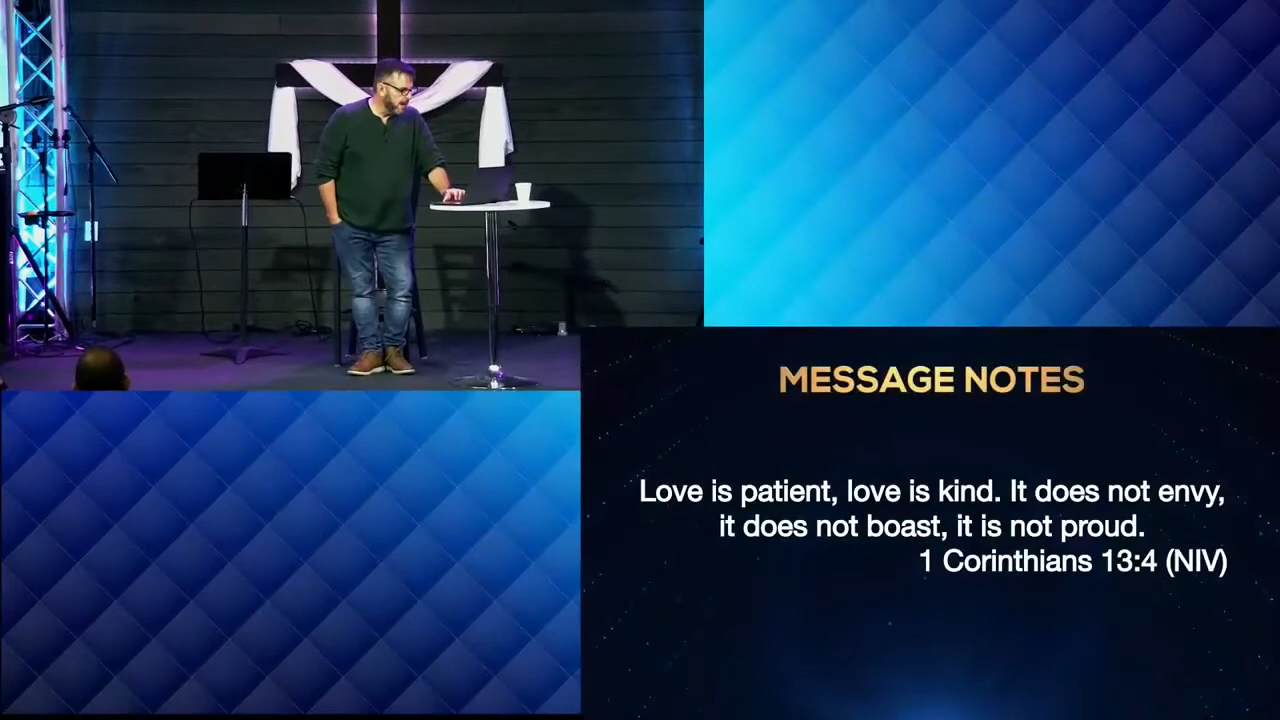 MESSAGE NOTES
Love is patient, love is kind. It does not envy,
it does not boast, it is not proud.
1 Corinthians 13:4 (NIV)